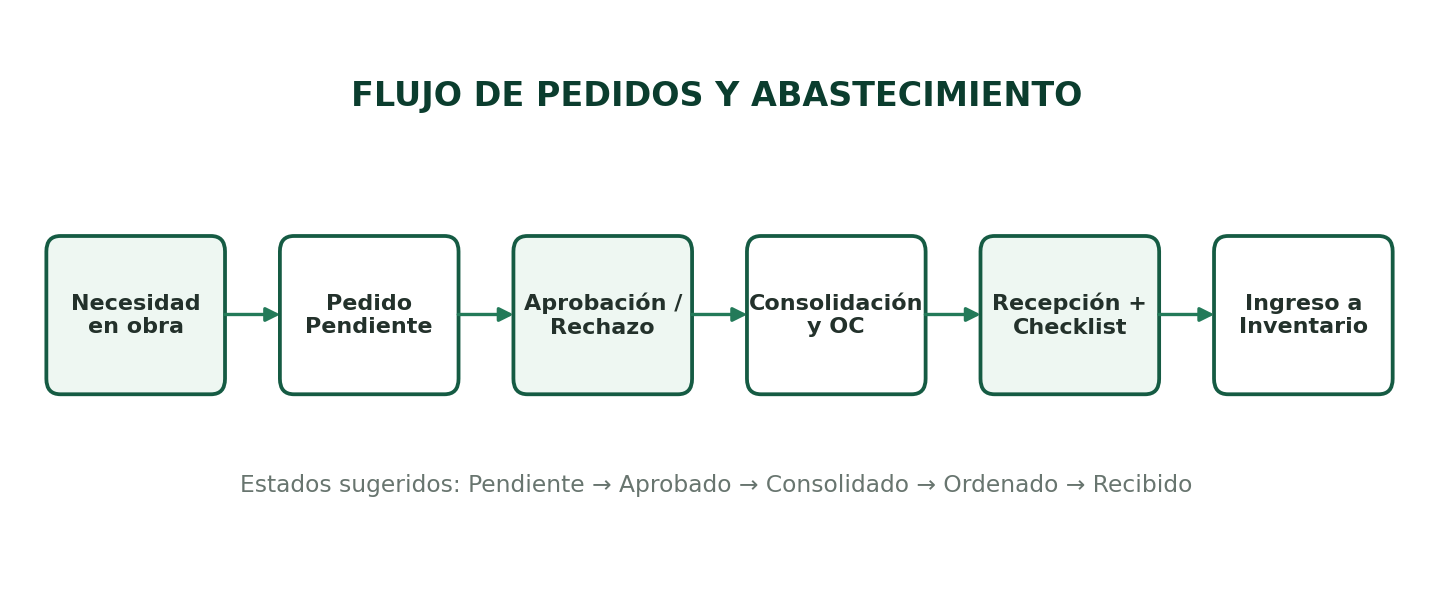 FLUJO DE PEDIDOS Y ABASTECIMIENTO
Necesidad
en obra
Pedido
Pendiente
Aprobación /
Rechazo
Consolidación
y OC
Recepción +
Checklist
Ingreso a
Inventario
Estados sugeridos: Pendiente → Aprobado → Consolidado → Ordenado → Recibido